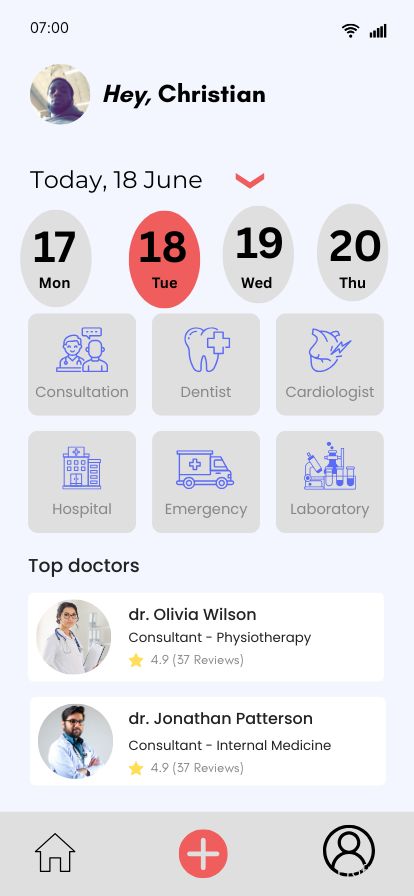 07:00
Hey, Christian
Today, 18 June
17 18 19 20
Mon Tue Wed Thu
Consultation Dentist Cardiologist
Hospital Emergency Laboratory
Top doctors
dr. Olivia Wilson
Consultant - Physiotherapy
4.9 (37 Reviews)
dr. Jonathan Patterson
Consultant - Internal Medicine
4.9 (37 Reviews)